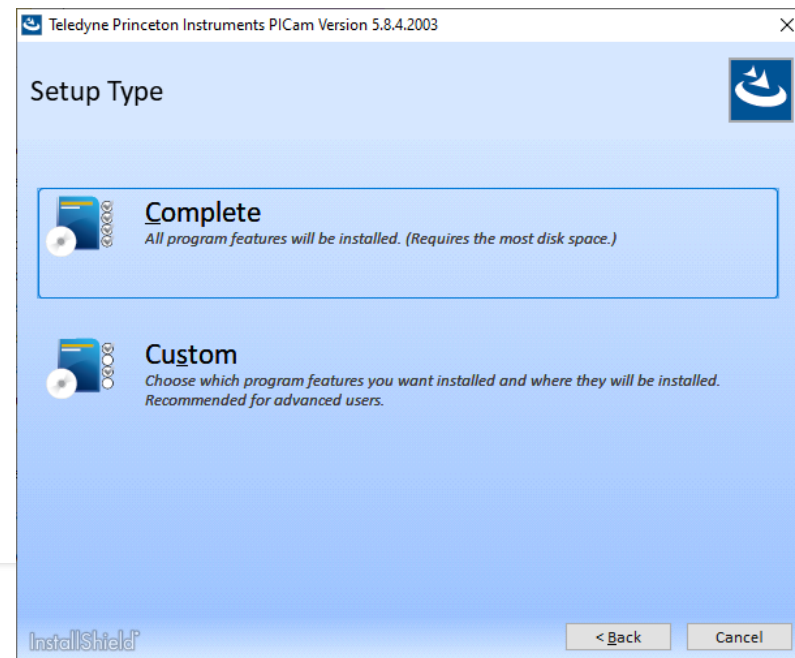 Teledyne Princeton Instruments PICam Version 5.8.4.2003
Setup Type
Complete
All program features will be installed. (Requires the most disk space.)
Custom
Choose which program features you want installed and where they will be installed.
Recommended for advanced users.
InstallShield
< Back Cancel